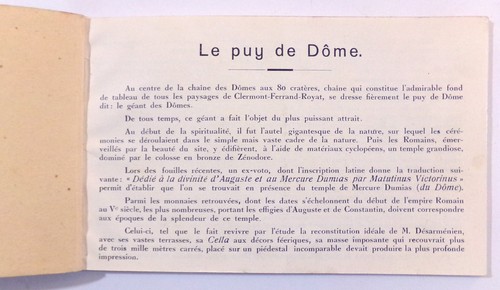 Le puy de Dôme.
Au centre de la chaîne des Dômes aux 80 cratères, chaîne qui constitue l'admirable fond
de tableau de tous les paysages de Clermont-Ferrand-Royat, se dresse fièrement le puy de Dôme
dit : le géant des Dômes.
De tous temps, ce géant a fait l'objet du plus puissant attrait.
Au début de la spiritualité, il fut l'autel gigantesque de la nature, sur lequel les céré-
monies se déroulaient dans le simple mais vaste cadre de la nature. Puis les Romains, émer-
veillés par la beauté du site, y édifièrent, à l'aide de matériaux cyclopéens, un temple grandiose,
dominé par le colosse en bronze de Zénodore.
Lors des fouilles récentes, un ex-voto, dont l'inscription latine donne la traduction sui-
vante : « Dédié à la divinité d'Auguste et au Mercure Dumias par Matutinus Victorinus »
permit d'établir que l'on se trouvait en présence du temple de Mercure Dumias (du Dôme).
Parmi les monnaies retrouvées, dont les dates s'échelonnent du début de l'empire Romain
au Ve siècle, les plus nombreuses, portant les effigies d'Auguste et de Constantin, doivent correspondre
aux époques de la splendeur de ce temple.
Celui-ci, tel que le fait revivre par l'étude la reconstitution idéale de M. Désarménien,
avec ses vastes terrasses, sa Cella aux décors féeriques, sa masse imposante qui recouvrait plus
de trois mille mètres carrés, placé sur un piédestal incomparable devait produire la plus profonde
impression.